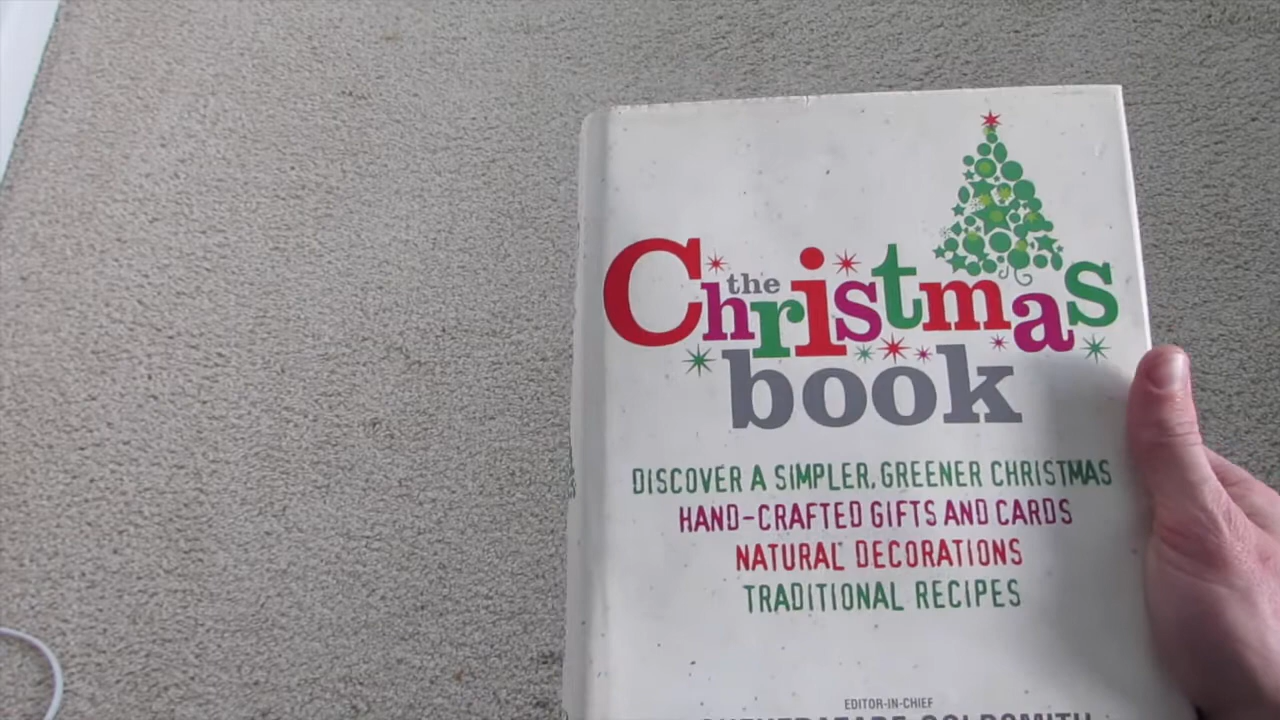 the
Christmas
book
DISCOVER A SIMPLER, GREENER CHRISTMAS
HAND-CRAFTED GIFTS AND CARDS
NATURAL DECORATIONS
TRADITIONAL RECIPES
EDITOR-IN-CHIEF
GOLDSMITH